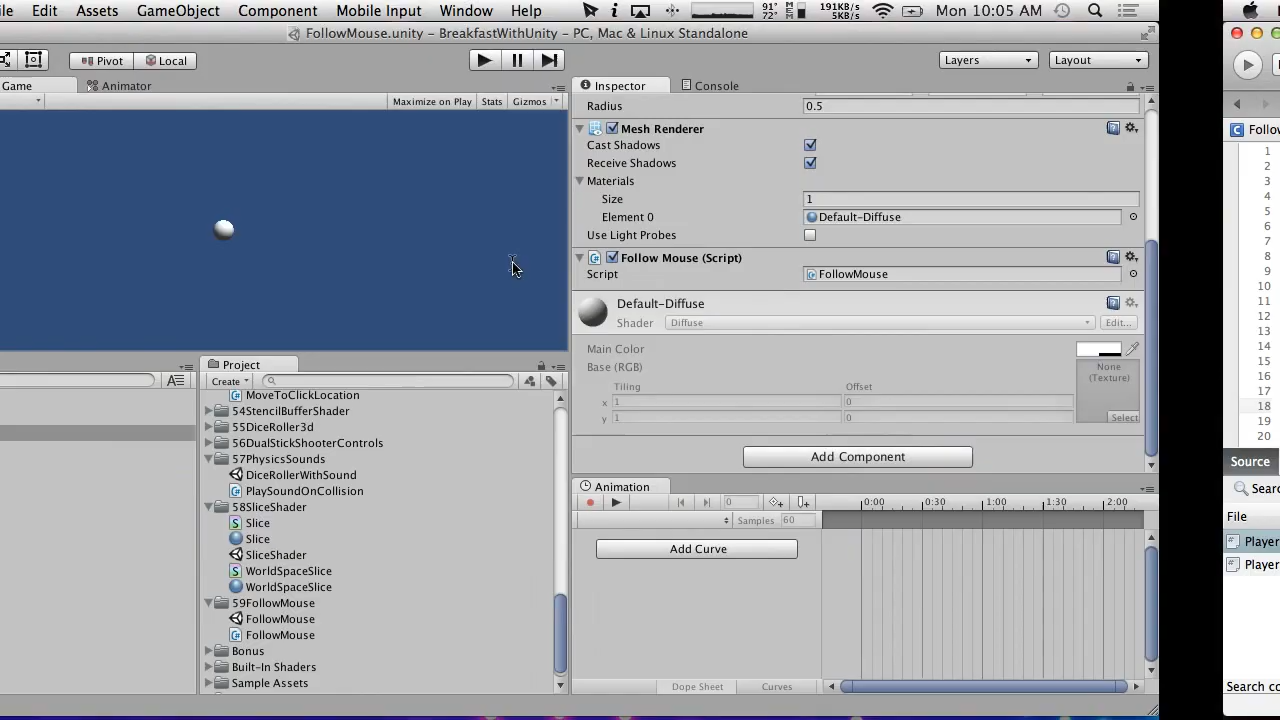 ile Edit Assets GameObject Component Mobile Input Window Help 91° 72° 191KB/s 5KB/s Mon 10:05 AM
FollowMouse.unity – BreakfastWithUnity – PC, Mac & Linux Standalone
Pivot Local Layers Layout
Game Animator Inspector Console
Maximize on Play Stats Gizmos
Radius 0.5
Mesh Renderer
Cast Shadows
Receive Shadows
Materials
Size 1
Element 0 Default-Diffuse
Use Light Probes
Follow Mouse (Script)
Script FollowMouse
Default-Diffuse
Shader Diffuse Edit...
Main Color
Base (RGB)
None
(Texture)
Tiling Offset
x 1 0
y 1 0
Select
Add Component
Project
Create
MoveToClickLocation
54StencilBufferShader
55DiceRoller3d
56DualStickShooterControls
57PhysicsSounds
DiceRollerWithSound
PlaySoundOnCollision
58SliceShader
Slice
Slice
SliceShader
WorldSpaceSlice
WorldSpaceSlice
59FollowMouse
FollowMouse
FollowMouse
Bonus
Built-In Shaders
Sample Assets
Animation
0 0:00 0:30 1:00 1:30 2:00
Samples 60
Add Curve
Dope Sheet Curves
Follo
1
2
3
4
5
6
7
8
9
10
11
12
13
14
15
16
17
18
19
20
Source
Searc
File
Player
Player
Search co